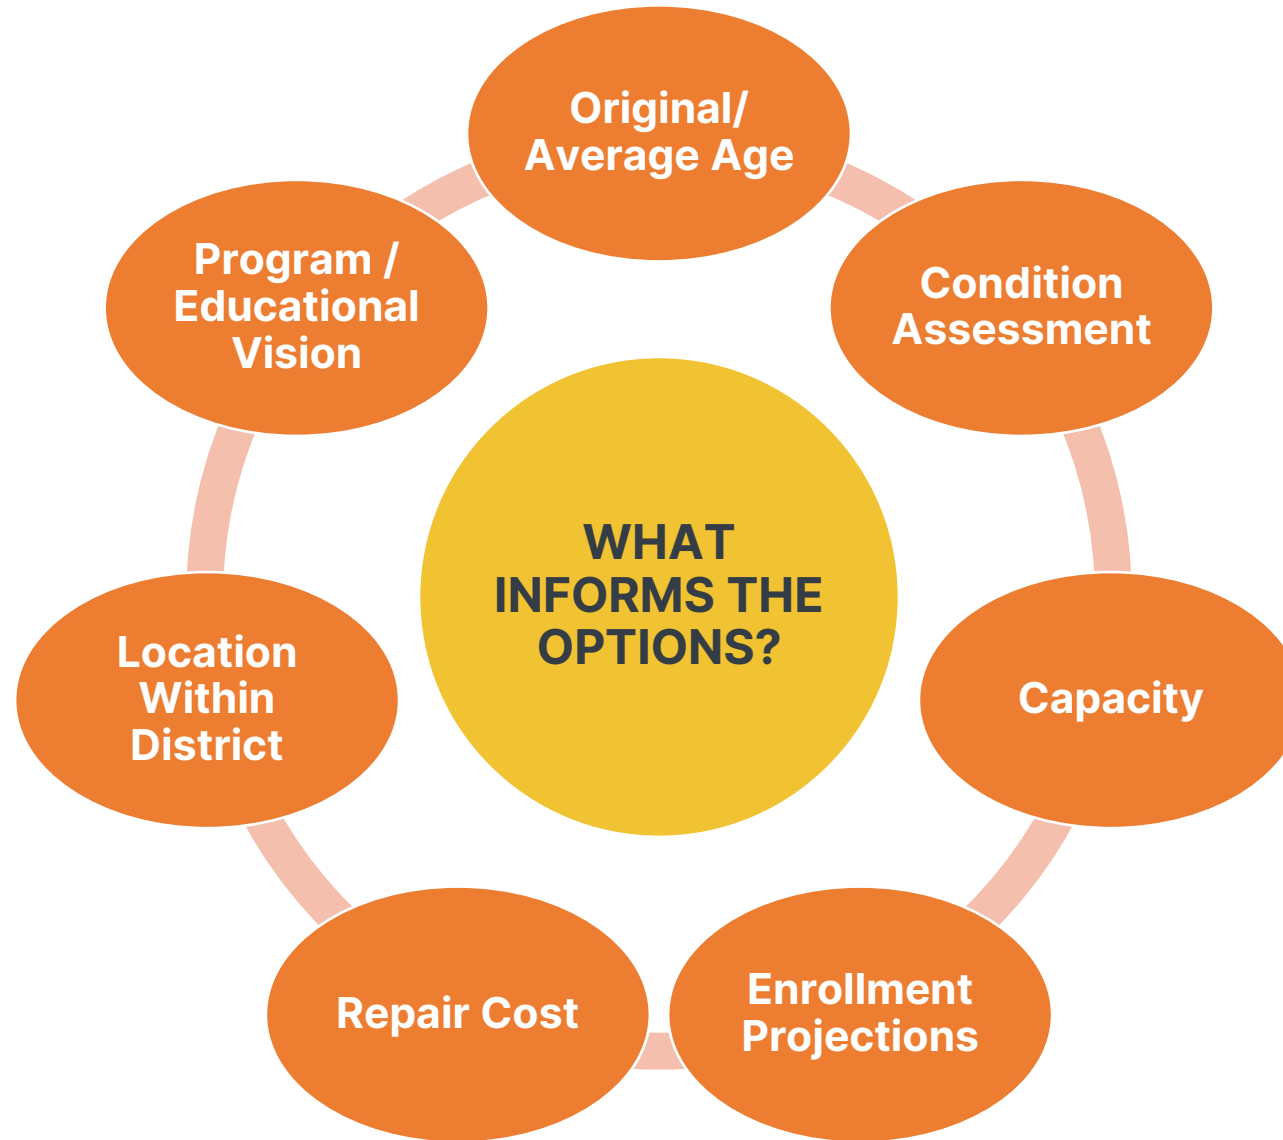 Original/
Average Age
Condition
Assessment
Capacity
Enrollment
Projections
Repair Cost
Location
Within
District
Program /
Educational
Vision
WHAT
INFORMS THE
OPTIONS?